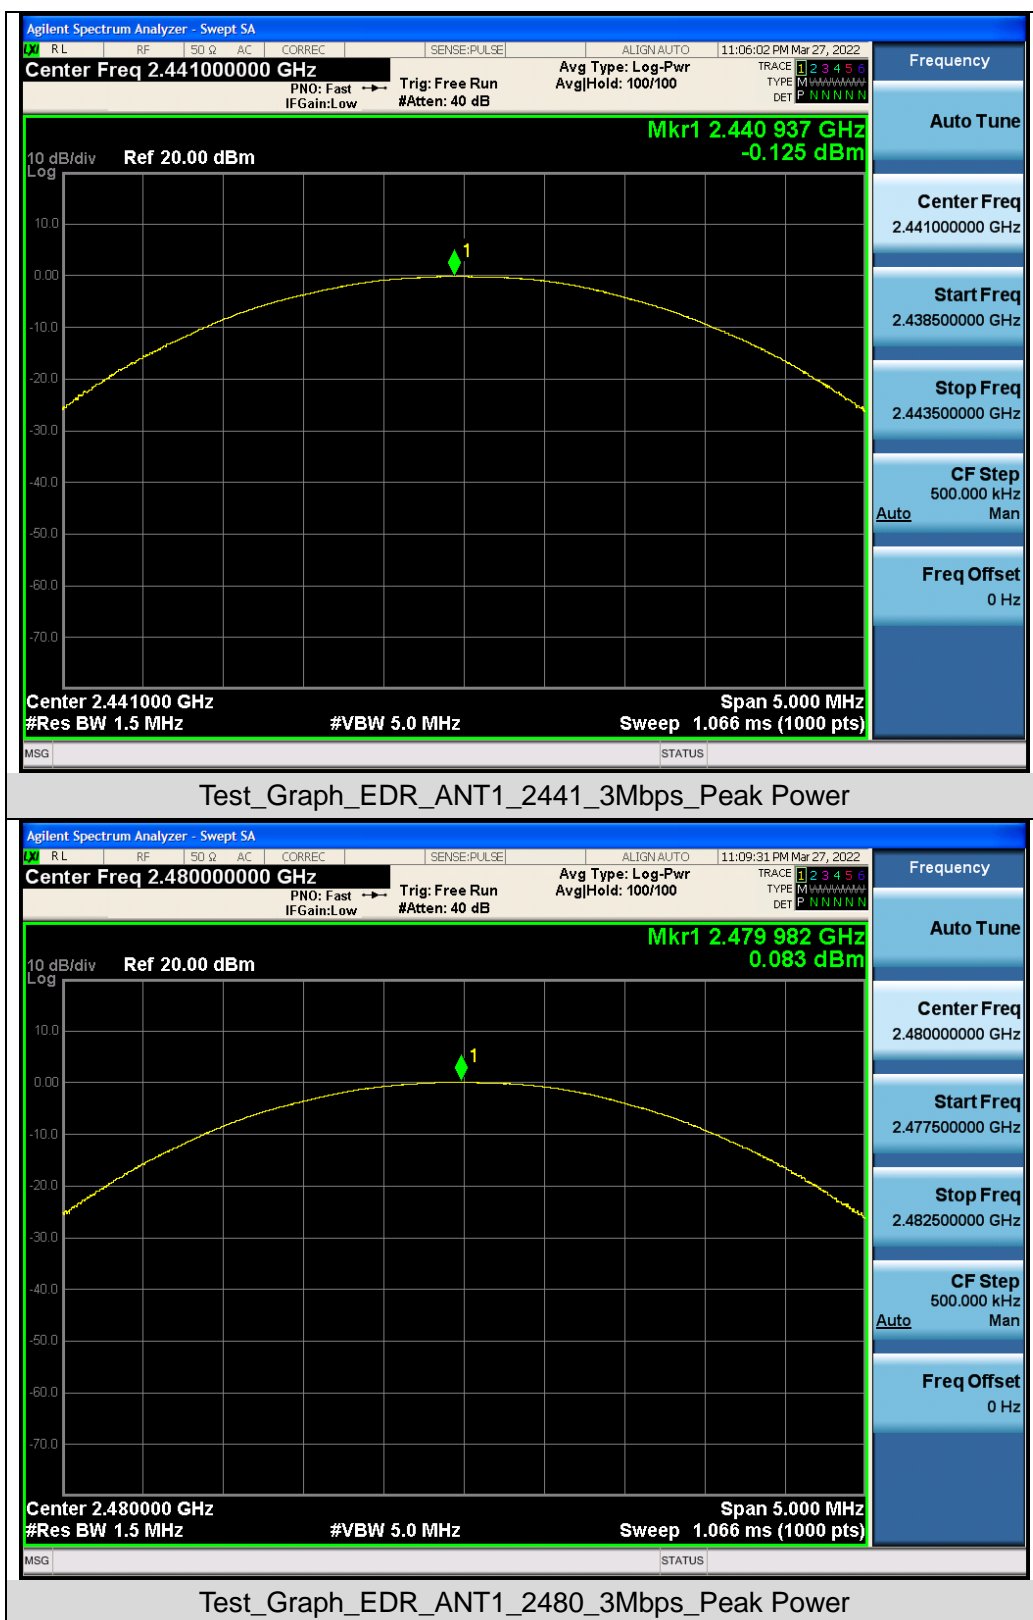 Agilent Spectrum Analyzer - Swept SA
LXI RL RF 50 Ω AC CORREC SENSE:PULSE ALIGN AUTO 11:06:02 PM Mar 27, 2022
Center Freq 2.441000000 GHz
PNO: Fast
IFGain:Low
Trig: Free Run
#Atten: 40 dB
Avg Type: Log-Pwr
Avg|Hold: 100/100
TRACE 1 2 3 4 5 6
TYPE M WWWWW
DET P N N N N N
Frequency
Auto Tune
Center Freq
2.441000000 GHz
Start Freq
2.438500000 GHz
Stop Freq
2.443500000 GHz
CF Step
500.000 kHz
Auto Man
Freq Offset
0 Hz
Mkr1 2.440 937 GHz
-0.125 dBm
10 dB/div Ref 20.00 dBm
Log
1
10.0
0.00
-10.0
-20.0
-30.0
-40.0
-50.0
-60.0
-70.0
Center 2.441000 GHz Span 5.000 MHz
#Res BW 1.5 MHz #VBW 5.0 MHz Sweep 1.066 ms (1000 pts)
MSG STATUS
Test_Graph_EDR_ANT1_2441_3Mbps_Peak Power
Agilent Spectrum Analyzer - Swept SA
LXI RL RF 50 Ω AC CORREC SENSE:PULSE ALIGN AUTO 11:09:31 PM Mar 27, 2022
Center Freq 2.480000000 GHz
PNO: Fast
IFGain:Low
Trig: Free Run
#Atten: 40 dB
Avg Type: Log-Pwr
Avg|Hold: 100/100
TRACE 1 2 3 4 5 6
TYPE M WWWWW
DET P N N N N N
Frequency
Auto Tune
Center Freq
2.480000000 GHz
Start Freq
2.477500000 GHz
Stop Freq
2.482500000 GHz
CF Step
500.000 kHz
Auto Man
Freq Offset
0 Hz
Mkr1 2.479 982 GHz
0.083 dBm
10 dB/div Ref 20.00 dBm
Log
1
10.0
0.00
-10.0
-20.0
-30.0
-40.0
-50.0
-60.0
-70.0
Center 2.480000 GHz Span 5.000 MHz
#Res BW 1.5 MHz #VBW 5.0 MHz Sweep 1.066 ms (1000 pts)
MSG STATUS
Test_Graph_EDR_ANT1_2480_3Mbps_Peak Power